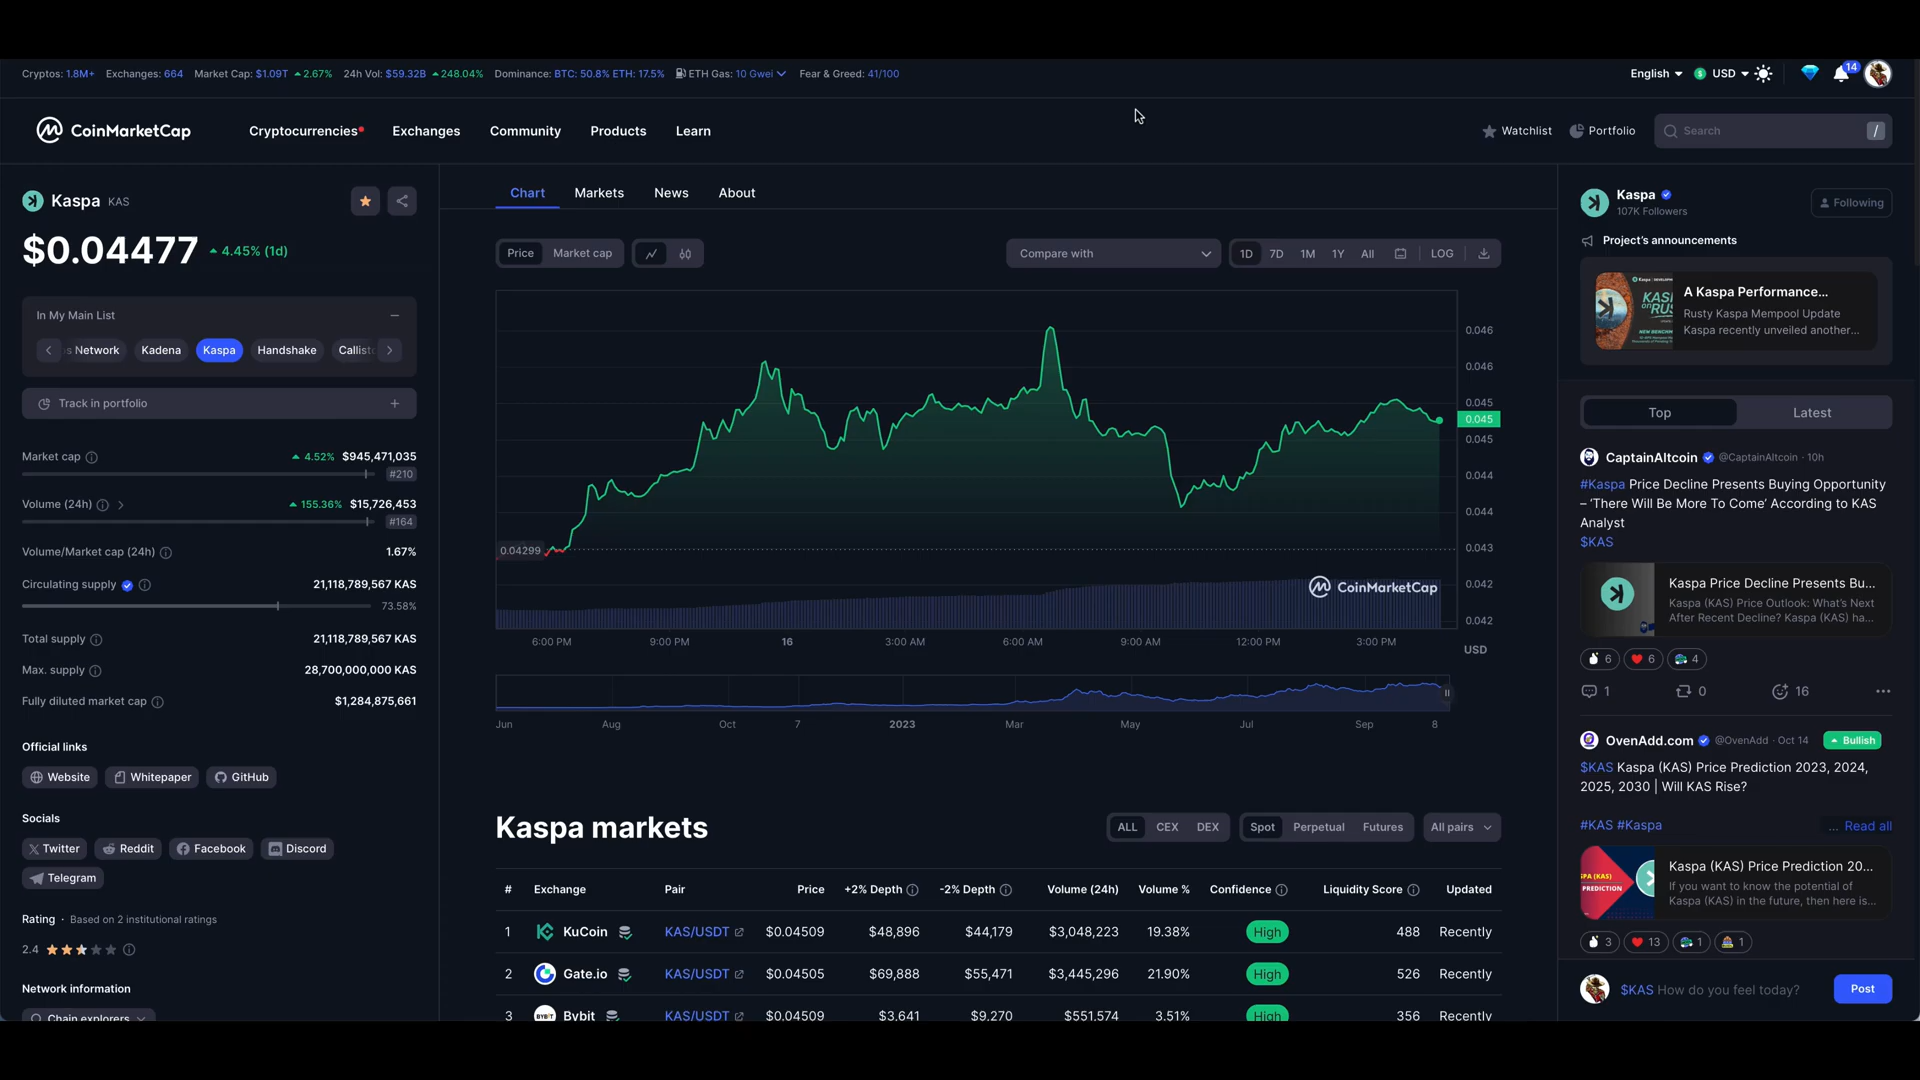 Cryptos: 1.8M+ Exchanges: 664 Market Cap: $1.09T 2.67% 24h Vol: $59.32B 248.04% Dominance: BTC: 50.8% ETH: 17.5% ETH Gas: 10 Gwei Fear & Greed: 41/100
English USD 14
CoinMarketCap Cryptocurrencies Exchanges Community Products Learn
Watchlist Portfolio Search /
Kaspa KAS
$0.04477 4.45% (1d)
In My Main List
s Network Kadena Kaspa Handshake Callist
Track in portfolio +
Market cap 4.52% $945,471,035
#210
Volume (24h) 155.36% $15,726,453
#164
Volume/Market cap (24h) 1.67%
Circulating supply 21,118,789,567 KAS
73.58%
Total supply 21,118,789,567 KAS
Max. supply 28,700,000,000 KAS
Fully diluted market cap $1,284,875,661
Official links
Website Whitepaper GitHub
Socials
Twitter Reddit Facebook Discord
Telegram
Rating · Based on 2 institutional ratings
2.4
Network information
Chain explorers
Chart Markets News About
Price Market cap
Compare with
1D 7D 1M 1Y All LOG
0.046
0.046
0.045
0.045
0.045
0.044
0.044
0.04299
0.043
0.042
0.042
CoinMarketCap
6:00 PM 9:00 PM 16 3:00 AM 6:00 AM 9:00 AM 12:00 PM 3:00 PM
USD
Jun Aug Oct 7 2023 Mar May Jul Sep 8
Kaspa markets
ALL CEX DEX Spot Perpetual Futures All pairs
# Exchange Pair Price +2% Depth -2% Depth Volume (24h) Volume % Confidence Liquidity Score Updated
1 KuCoin KAS/USDT $0.04509 $48,896 $44,179 $3,048,223 19.38% High 488 Recently
2 Gate.io KAS/USDT $0.04505 $69,888 $55,471 $3,445,296 21.90% High 526 Recently
3 BYBIT Bybit KAS/USDT $0.04509 $3,641 $9,270 $551,574 3.51% High 356 Recently
Kaspa
107K Followers
Following
Project's announcements
A Kaspa Performance...
Rusty Kaspa Mempool Update
Kaspa recently unveiled another...
Top Latest
CaptainAltcoin @CaptainAltcoin · 10h
#Kaspa Price Decline Presents Buying Opportunity
– ‘There Will Be More To Come’ According to KAS
Analyst
$KAS
Kaspa Price Decline Presents Bu...
Kaspa (KAS) Price Outlook: What's Next
After Recent Decline? Kaspa (KAS) ha...
6 6 4
1 0 16
OvenAdd.com @OvenAdd · Oct 14 Bullish
$KAS Kaspa (KAS) Price Prediction 2023, 2024,
2025, 2030 | Will KAS Rise?
#KAS #Kaspa ... Read all
PREDICTION
Kaspa (KAS) Price Prediction 20...
If you want to know the potential of
Kaspa (KAS) in the future, then here is...
3 13 1 1
$KAS How do you feel today? Post